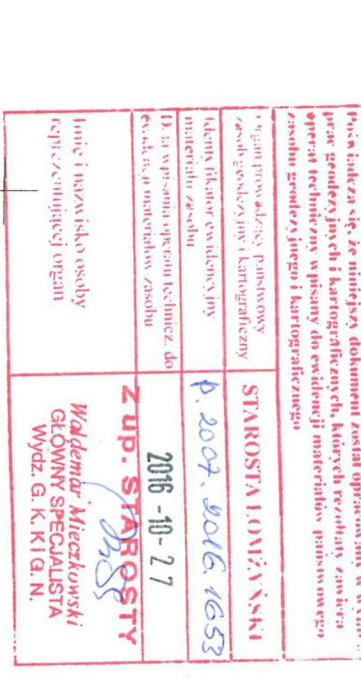 Poświadcza się, że niniejszy dokument został opracowany w
prac geodezyjnych i kartograficznych, których rezultaty zawiera
operat techniczny wpisany do ewidencji materiałów państwowego
zasobu geodezyjnego i kartograficznego
Organ prowadzący państwowy
zasób geodezyjny i kartograficzny
STAROSTA ŁOMŻYŃSKI
Identyfikator ewidencyjny
materiału zasobu
P. 2007. 2016. 1653
Data wpisania operatu technicz. do
ewidencji materiałów zasobu
2016 -10- 27
Imię i nazwisko osoby
reprezentującej organ
Z up. STAROSTY
Waldemar Mieczkowski
GŁÓWNY SPECJALISTA
Wydz. G. K. K i G. N.